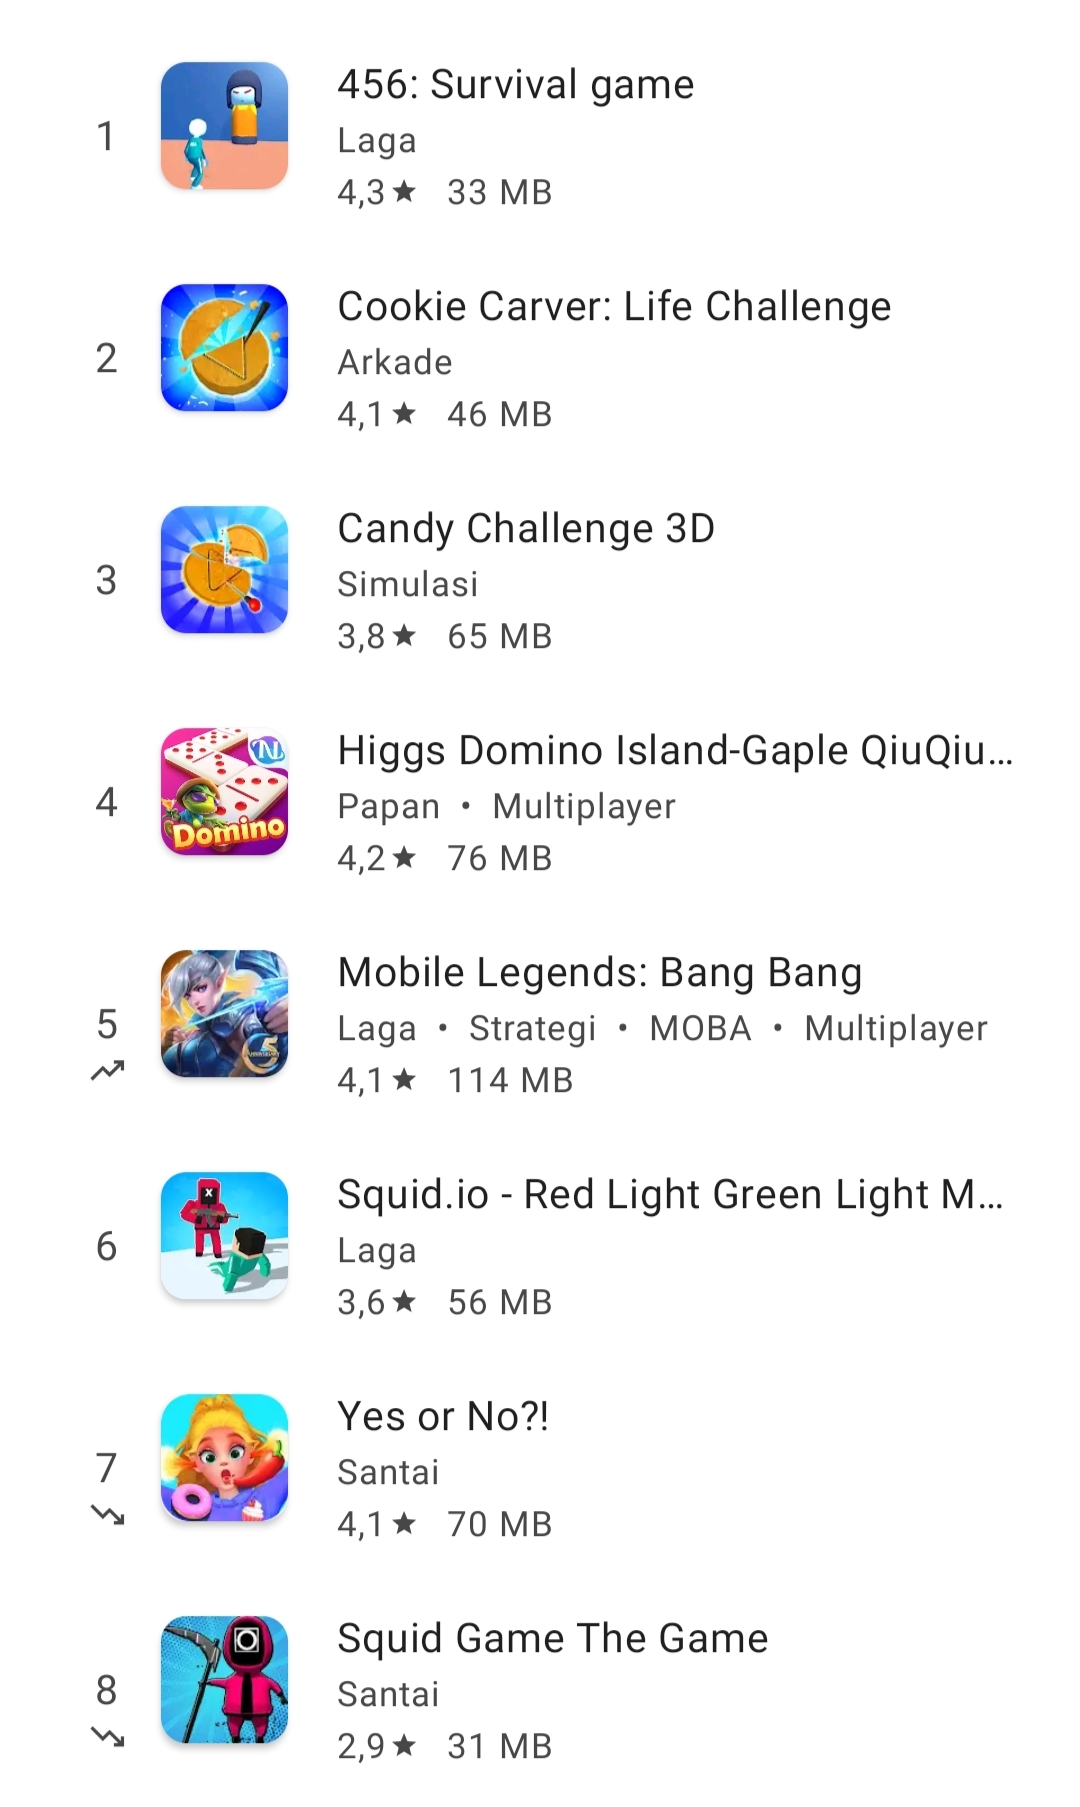 1
456: Survival game
Laga
4,3★ 33 MB
2
Cookie Carver: Life Challenge
Arkade
4,1★ 46 MB
3
Candy Challenge 3D
Simulasi
3,8★ 65 MB
4
Domino
Higgs Domino Island-Gaple QiuQiu...
Papan • Multiplayer
4,2★ 76 MB
5
Mobile Legends: Bang Bang
Laga • Strategi • MOBA • Multiplayer
4,1★ 114 MB
6
Squid.io - Red Light Green Light M...
Laga
3,6★ 56 MB
7
Yes or No?!
Santai
4,1★ 70 MB
8
Squid Game The Game
Santai
2,9★ 31 MB